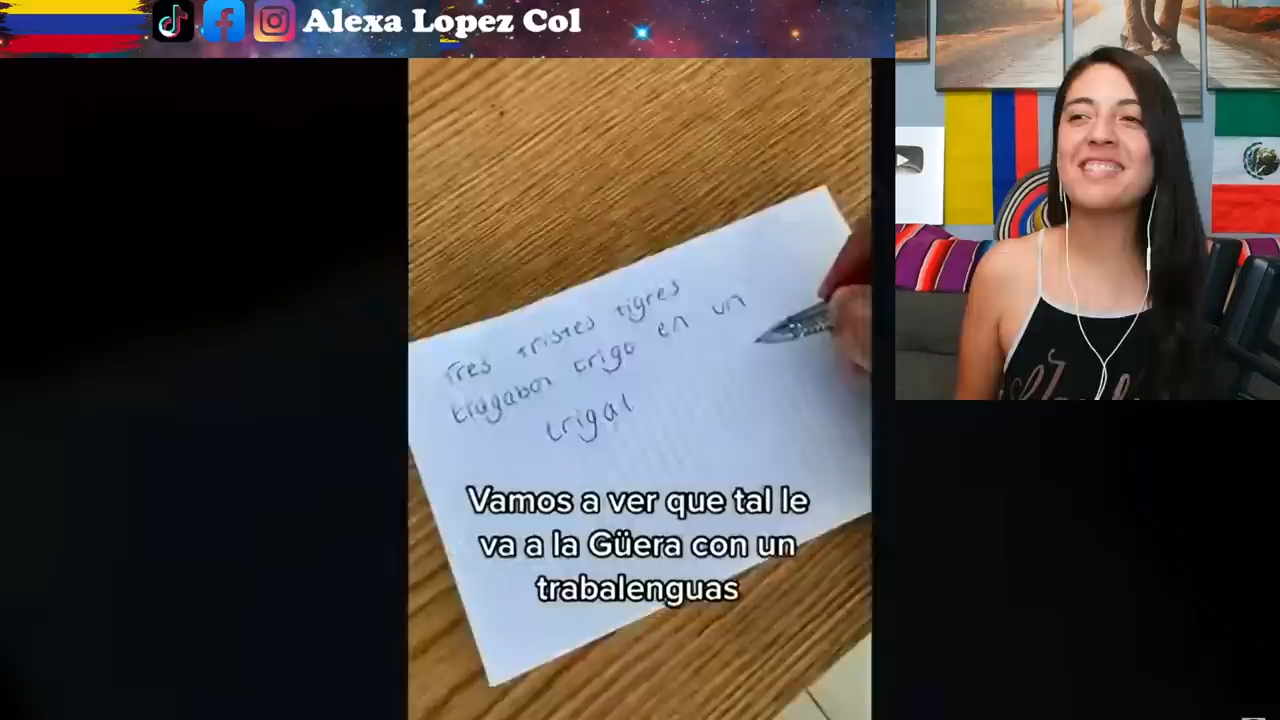 Alexa Lopez Col
Tres tristes tigres
tragaban trigo en un
trigal
Vamos a ver que tal le
va a la Güera con un
trabalenguas